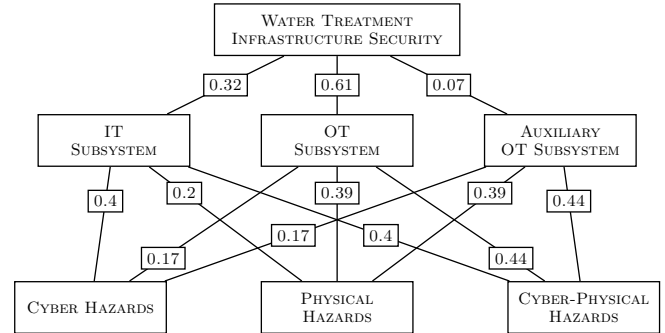 WATER TREATMENT
INFRASTRUCTURE SECURITY
0.32
0.61
0.07
IT
SUBSYSTEM
OT
SUBSYSTEM
AUXILIARY
OT SUBSYSTEM
0.4
0.2
0.39
0.39
0.44
0.17
0.17
0.4
0.44
CYBER HAZARDS
PHYSICAL
HAZARDS
CYBER-PHYSICAL
HAZARDS